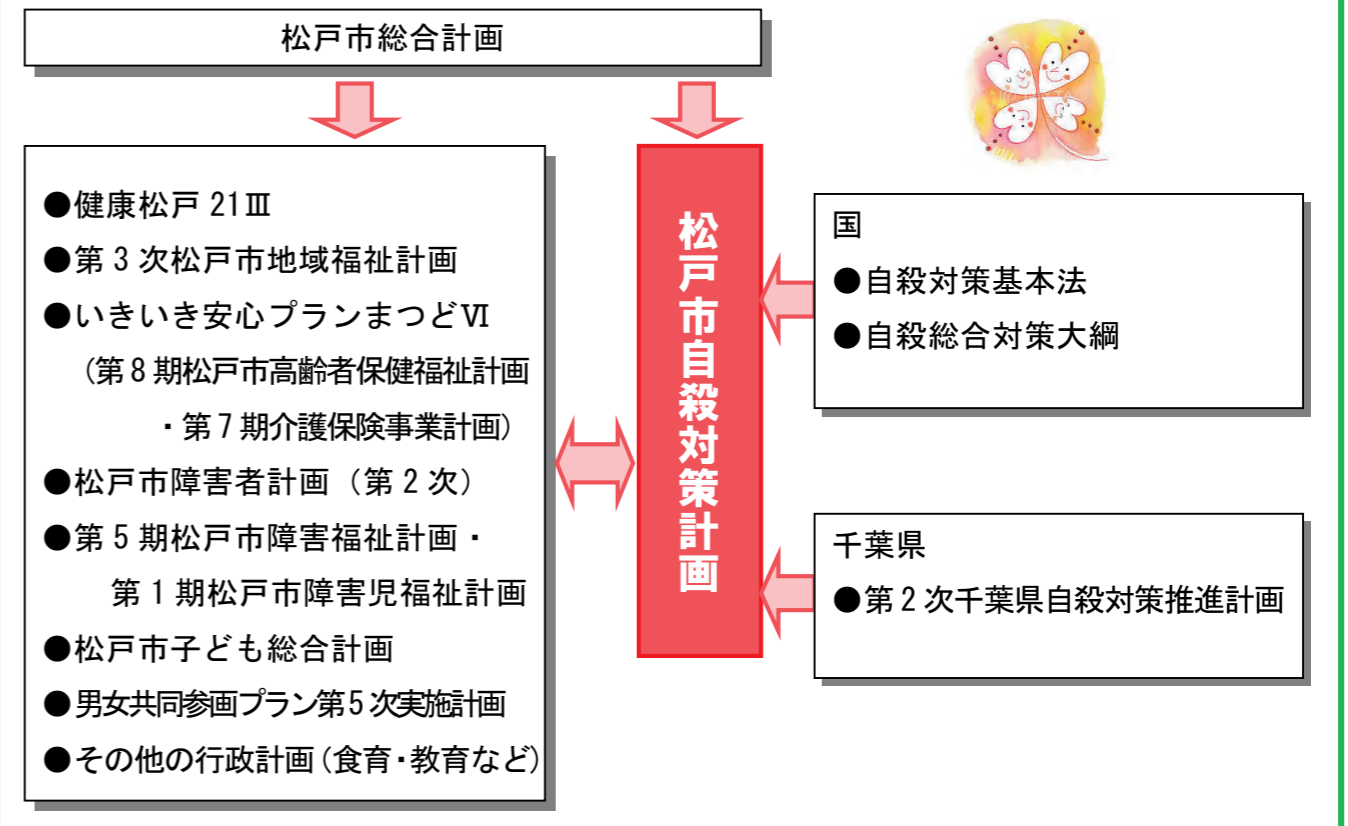 松戸市総合計画
●健康松戸21Ⅲ
●第3次松戸市地域福祉計画
●いきいき安心プランまつどⅥ
（第8期松戸市高齢者保健福祉計画
・第7期介護保険事業計画）
●松戸市障害者計画（第2次）
●第5期松戸市障害福祉計画・
第1期松戸市障害児福祉計画
●松戸市子ども総合計画
●男女共同参画プラン第5次実施計画
●その他の行政計画（食育・教育など）
松戸市自殺対策計画
国
●自殺対策基本法
●自殺総合対策大綱
千葉県
●第2次千葉県自殺対策推進計画